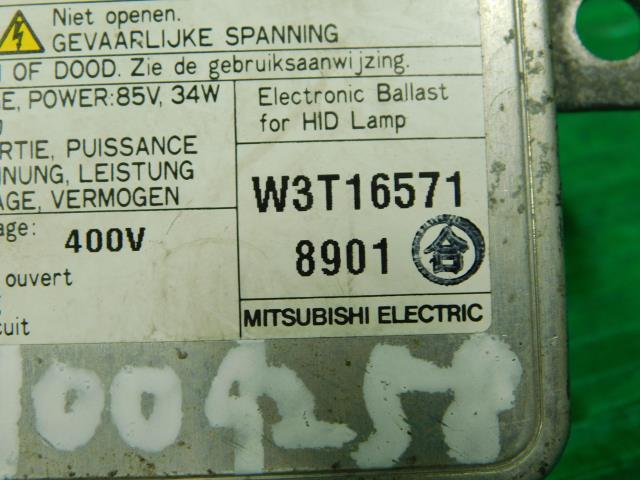 Niet openen.
GEVAARLIJKE SPANNING
OF DOOD. Zie de gebruiksaanwijzing.
E, POWER:85V, 34W
RTIE, PUISSANCE
NUNG, LEISTUNG
AGE, VERMOGEN
age: 400V
ouvert
cuit
Electronic Ballast
for HID Lamp
W3T16571
8901 合
MITSUBISHI ELECTRIC